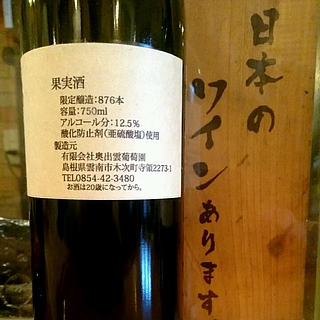 果実酒
限定醸造：876本
容量：750ml
アルコール分：12.5%
酸化防止剤（亜硫酸塩）使用
製造元
有限会社奥出雲葡萄園
島根県雲南市木次町寺領2273-1
TEL0854-42-3480
お酒は20歳になってから。
日本の
ワインあります。